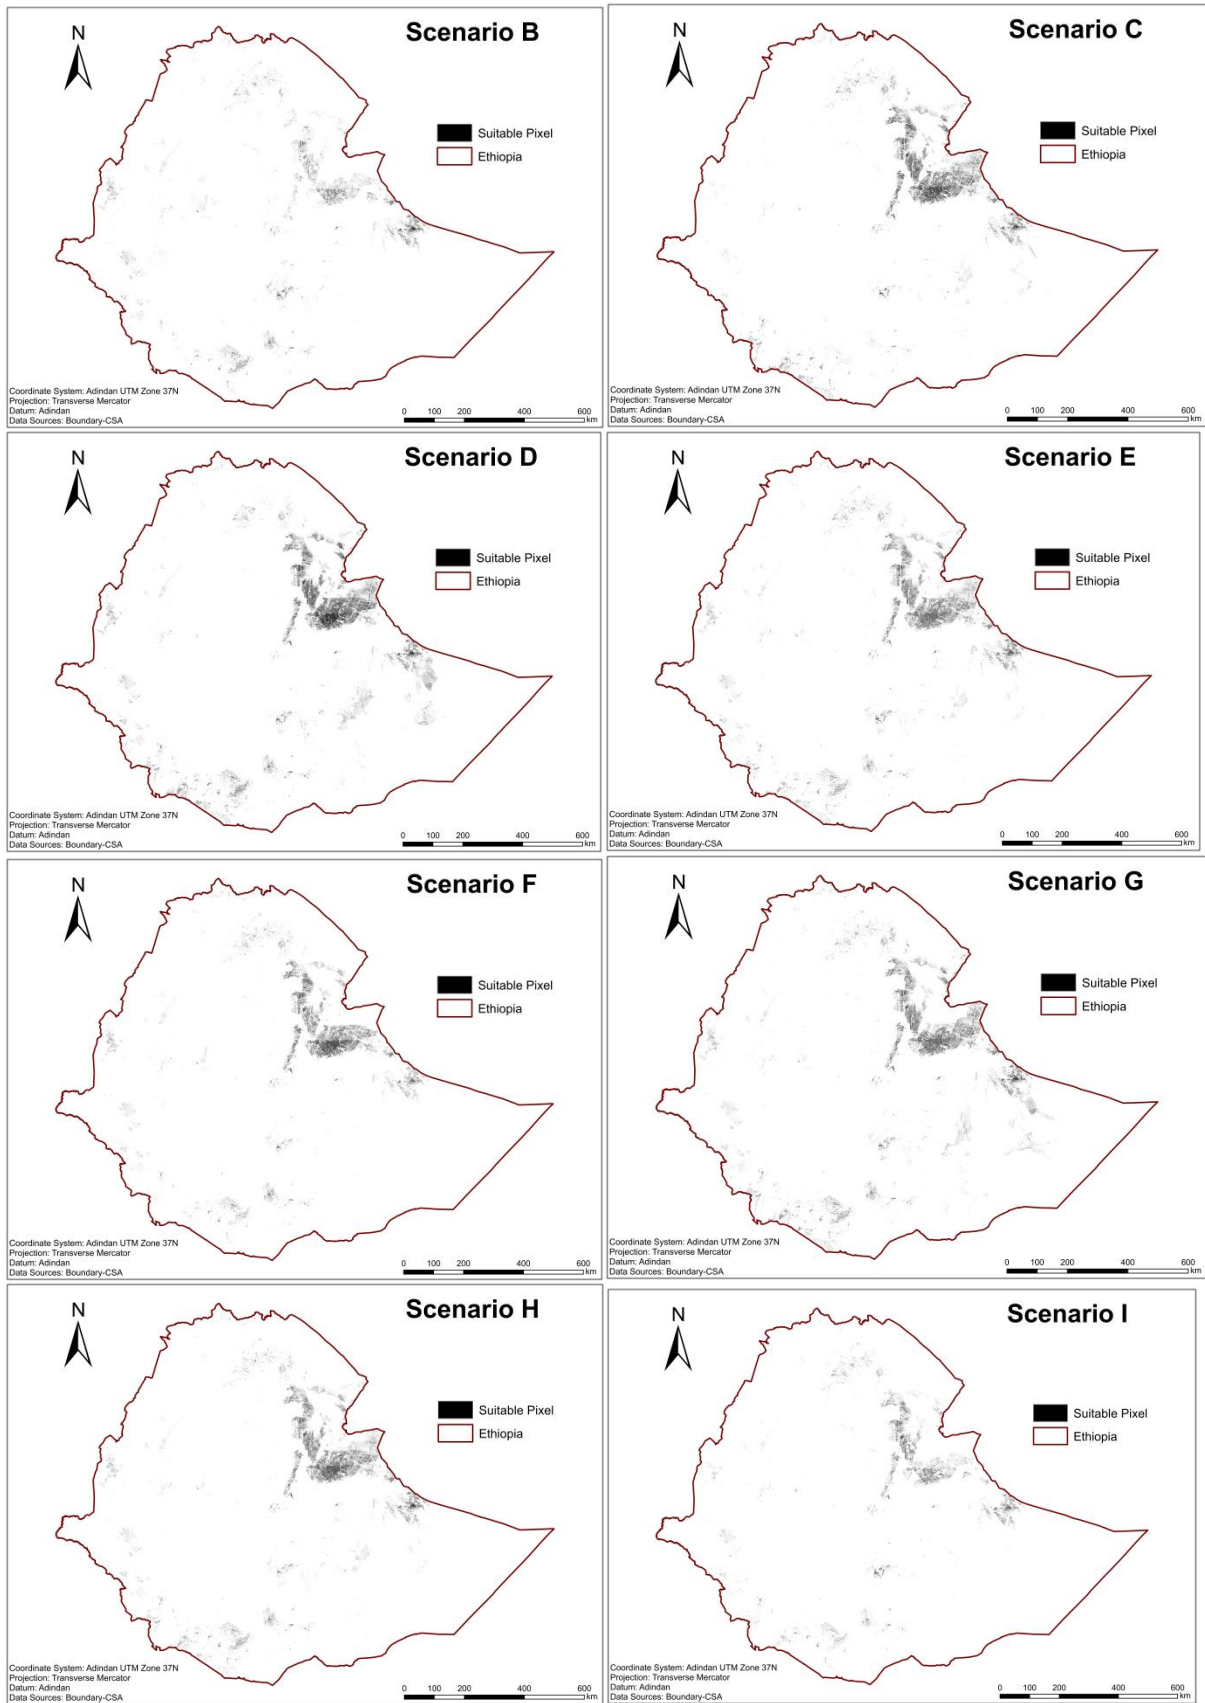 Scenario B
N
Suitable Pixel
Ethiopia
Coordinate System: Adindan UTM Zone 37N
Projection: Transverse Mercator
Datum: Adindan
Data Sources: Boundary-CSA
0 100 200 400 600
km
Scenario C
N
Suitable Pixel
Ethiopia
Coordinate System: Adindan UTM Zone 37N
Projection: Transverse Mercator
Datum: Adindan
Data Sources: Boundary-CSA
0 100 200 400 600
km
Scenario D
N
Suitable Pixel
Ethiopia
Coordinate System: Adindan UTM Zone 37N
Projection: Transverse Mercator
Datum: Adindan
Data Sources: Boundary-CSA
0 100 200 400 600
km
Scenario E
N
Suitable Pixel
Ethiopia
Coordinate System: Adindan UTM Zone 37N
Projection: Transverse Mercator
Datum: Adindan
Data Sources: Boundary-CSA
0 100 200 400 600
km
Scenario F
N
Suitable Pixel
Ethiopia
Coordinate System: Adindan UTM Zone 37N
Projection: Transverse Mercator
Datum: Adindan
Data Sources: Boundary-CSA
0 100 200 400 600
km
Scenario G
N
Suitable Pixel
Ethiopia
Coordinate System: Adindan UTM Zone 37N
Projection: Transverse Mercator
Datum: Adindan
Data Sources: Boundary-CSA
0 100 200 400 600
km
Scenario H
N
Suitable Pixel
Ethiopia
Coordinate System: Adindan UTM Zone 37N
Projection: Transverse Mercator
Datum: Adindan
Data Sources: Boundary-CSA
0 100 200 400 600
km
Scenario I
N
Suitable Pixel
Ethiopia
Coordinate System: Adindan UTM Zone 37N
Projection: Transverse Mercator
Datum: Adindan
Data Sources: Boundary-CSA
0 100 200 400 600
km